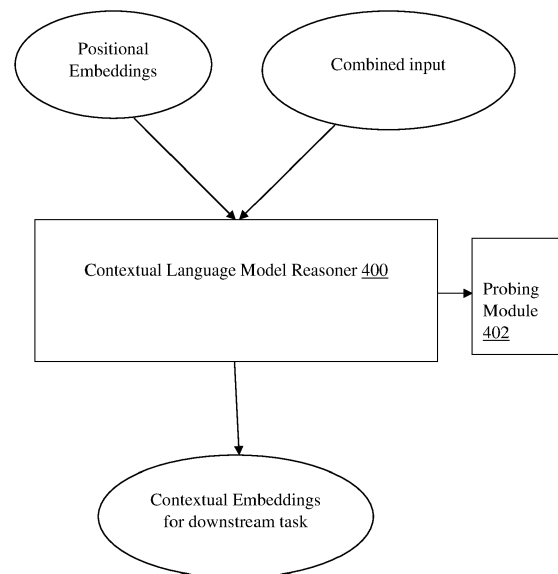 Positional
Embeddings
Combined input
Contextual Language Model Reasoner 400
Probing
Module
402
Contextual Embeddings
for downstream task